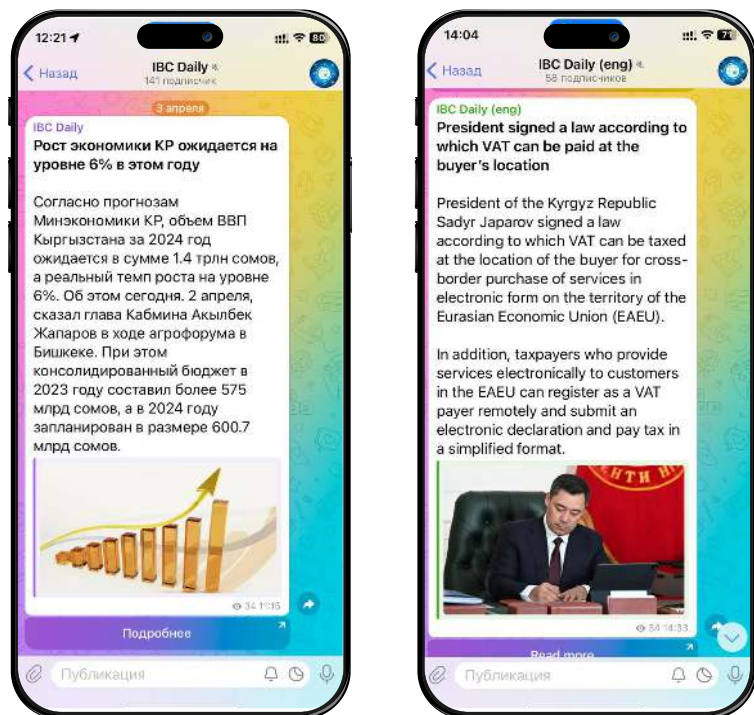 12:21
80
Назад
IBC Daily
141 подписчик
3 апреля
IBC Daily
Рост экономики КР ожидается на
уровне 6% в этом году
Согласно прогнозам
Минэкономики КР, объем ВВП
Кыргызстана за 2024 год
ожидается в сумме 1.4 трлн сомов,
а реальный темп роста на уровне
6%. Об этом сегодня. 2 апреля,
сказал глава Кабмина Акылбек
Жапаров в ходе агрофорума в
Бишкеке. При этом
консолидированный бюджет в
2023 году составил более 575
млрд сомов, а в 2024 году
запланирован в размере 600.7
млрд сомов.
34 11:15
Подробнее
Публикация
14:04
Назад
IBC Daily (eng)
58 подписчиков
IBC Daily (eng)
President signed a law according to
which VAT can be paid at the
buyer's location
President of the Kyrgyz Republic
Sadyr Japarov signed a law
according to which VAT can be taxed
at the location of the buyer for cross-
border purchase of services in
electronic form on the territory of the
Eurasian Economic Union (EAEU).
In addition, taxpayers who provide
services electronically to customers
in the EAEU can register as a VAT
payer remotely and submit an
electronic declaration and pay tax in
a simplified format.
34 14:33
Read more
Публикация